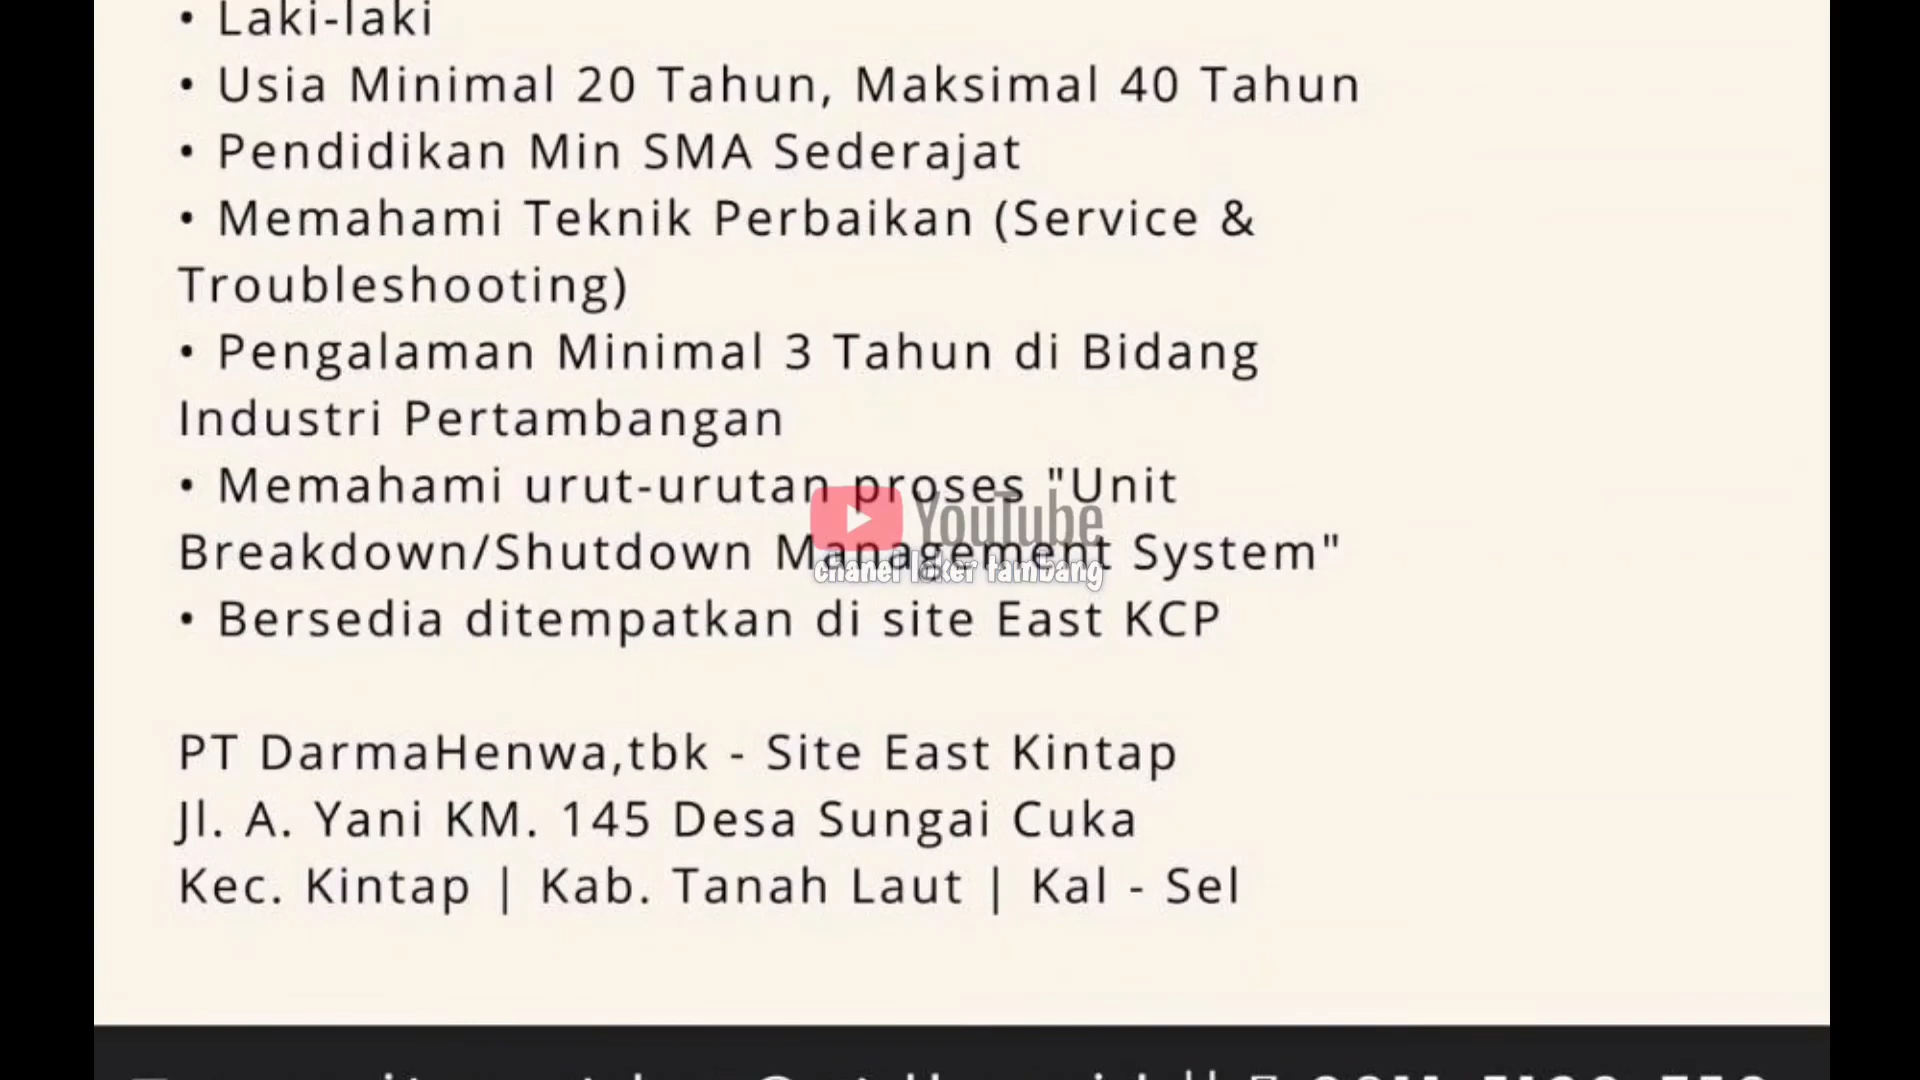 • Laki-laki
• Usia Minimal 20 Tahun, Maksimal 40 Tahun
• Pendidikan Min SMA Sederajat
• Memahami Teknik Perbaikan (Service &
Troubleshooting)
• Pengalaman Minimal 3 Tahun di Bidang
Industri Pertambangan
• Memahami urut-urutan proses "Unit
YouTube
Breakdown/Shutdown Management System"
chanel loker tambang
• Bersedia ditempatkan di site East KCP
PT DarmaHenwa,tbk - Site East Kintap
Jl. A. Yani KM. 145 Desa Sungai Cuka
Kec. Kintap | Kab. Tanah Laut | Kal - Sel